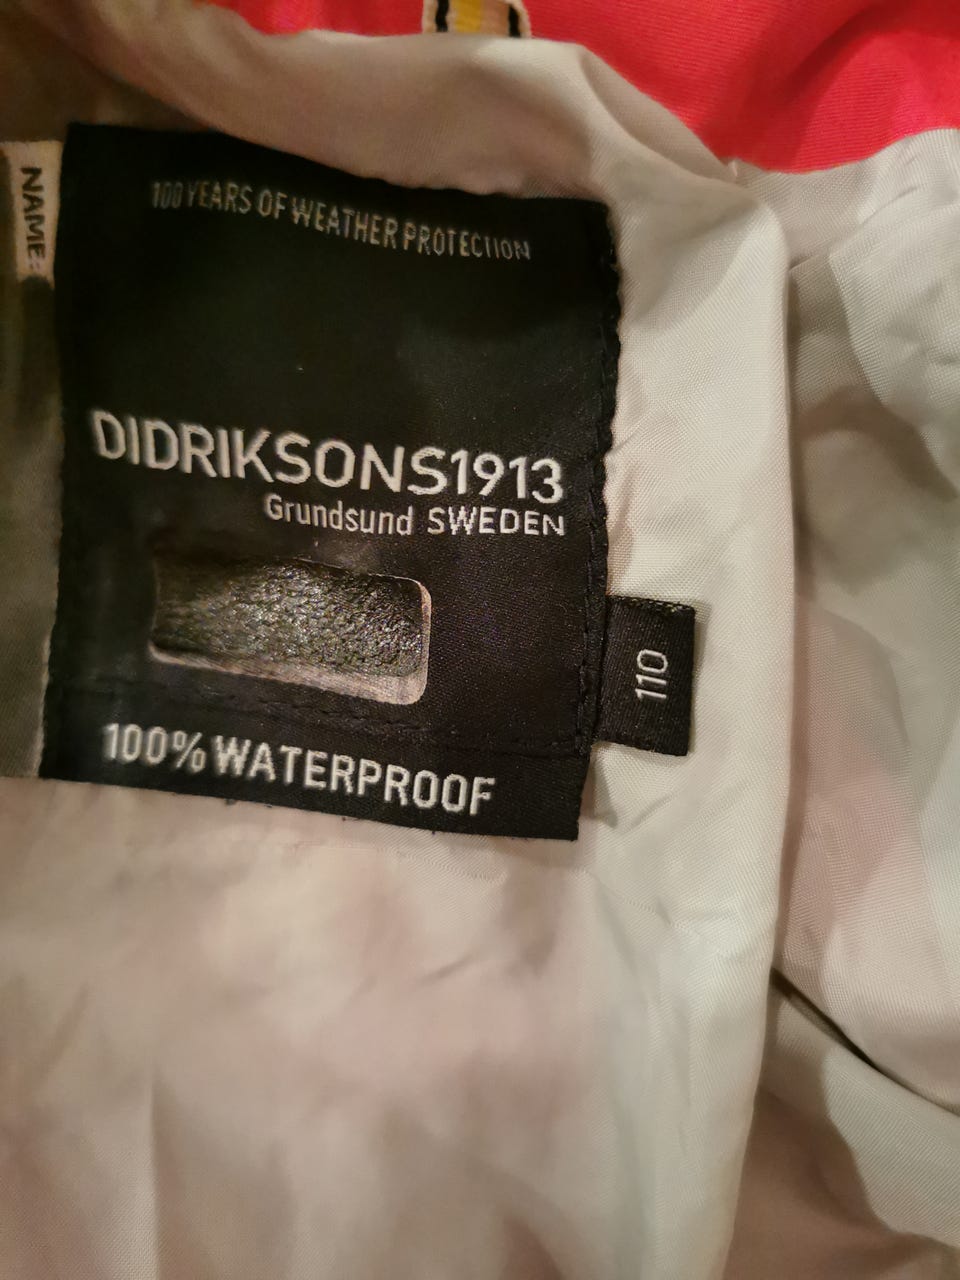 NAME:
100 YEARS OF WEATHER PROTECTION
DIDRIKSONS1913
Grundsund SWEDEN
110
100% WATERPROOF